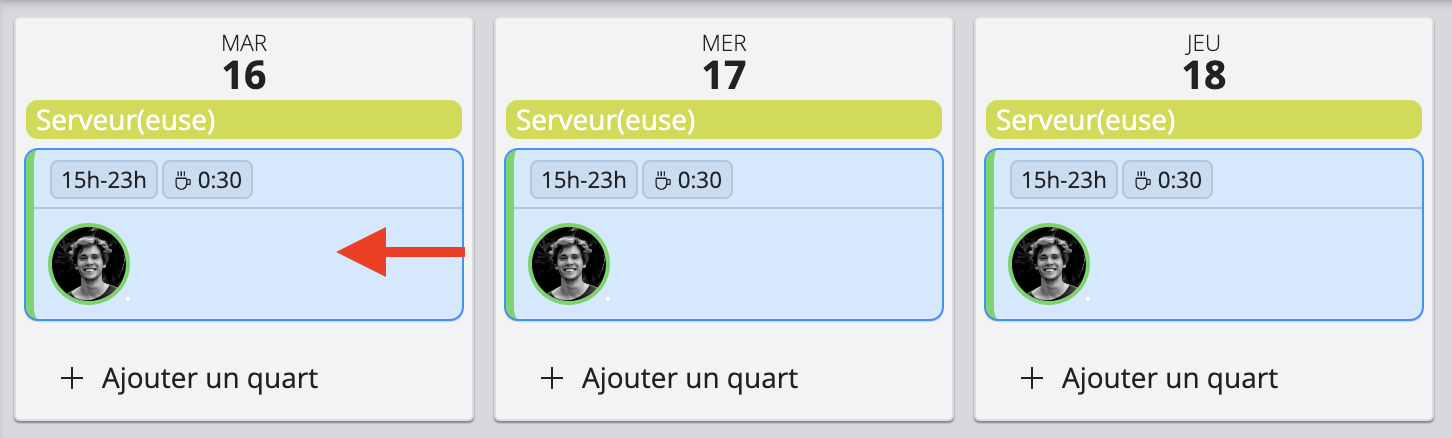 MAR
16
Serveur(euse)
15h-23h 0:30
+ Ajouter un quart
MER
17
Serveur(euse)
15h-23h 0:30
+ Ajouter un quart
JEU
18
Serveur(euse)
15h-23h 0:30
+ Ajouter un quart